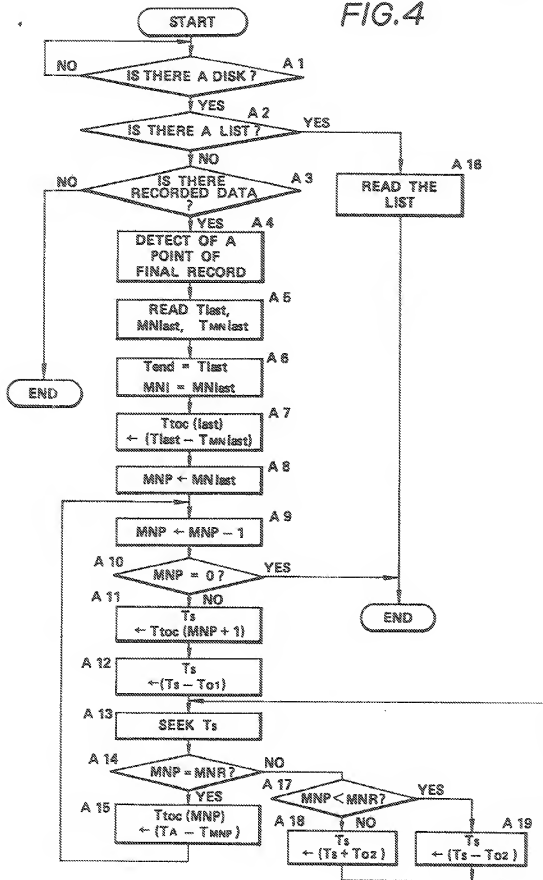 FIG.4
START
NO
A 1
IS THERE A DISK ?
YES
A 2
IS THERE A LIST ?
YES
NO
A 3
NO
IS THERE
RECORDED DATA
?
A 16
READ THE
LIST
YES
A 4
DETECT OF A
POINT OF
FINAL RECORD
A 5
READ Tlast,
MNlast, TMNlast
A 6
Tend = Tlast
MNl = MNlast
END
A 7
Ttoc (last)
← (Tlast − TMNlast)
A 8
MNP ← MNlast
A 9
MNP ← MNP − 1
A 10
MNP = 0 ?
YES
NO
END
A 11
Ts
← Ttoc (MNP + 1)
A 12
Ts
← (Ts − To1)
A 13
SEEK Ts
A 14
MNP = MNR ?
NO
YES
A 17
MNP < MNR ?
YES
NO
A 15
Ttoc (MNP)
← (TA − TMNP)
A 18
Ts
← (Ts + To2)
A 19
Ts
← (Ts − To2)